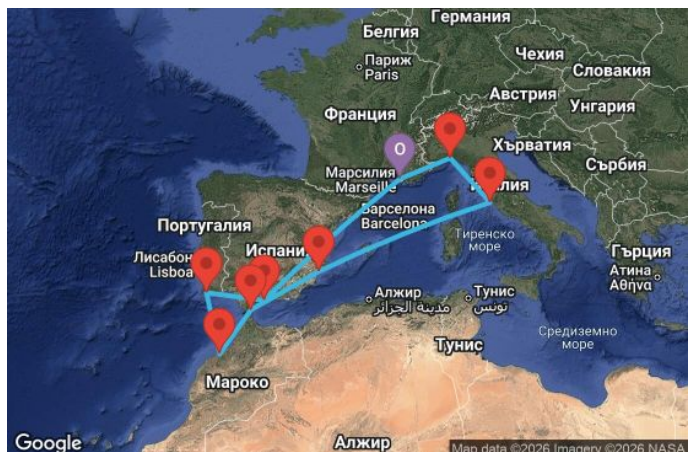 Германия
Белгия
Париж
Paris
Чехия
Словакия
Австрия
Унгария
Франция
Хърватия
Сърбия
O
Марсилия
Marseille
Италия
Барселона
Barcelona
Тиренско
море
Португалия
Лисабон
Lisboa
Гърция
Атина
Αθήνα
Алжир
مدينة الجزائر
Тунис
تونس
Средиземно
море
Тунис
Мароко
Алжир
Google
Map data ©2026 Imagery ©2026 NASA